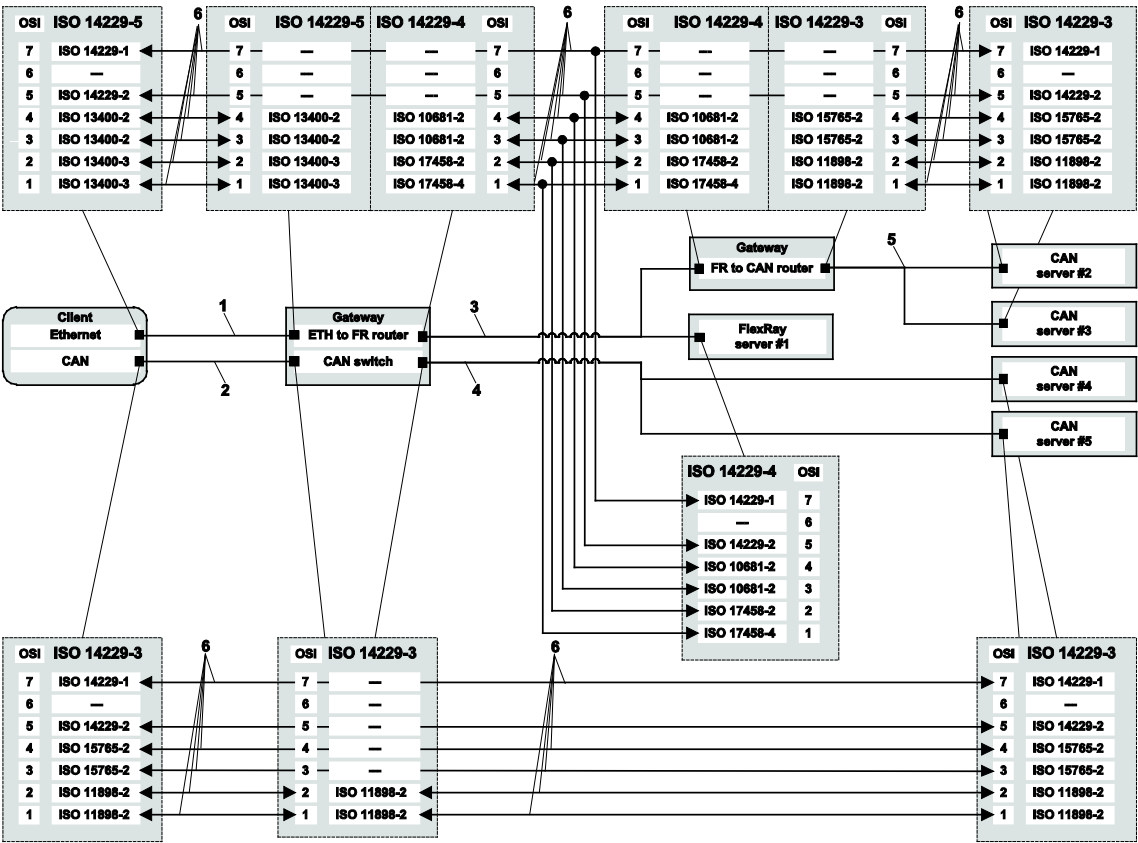 6 6 6
OSI ISO 14229-5 OSI ISO 14229-5 ISO 14229-4 OSI OSI ISO 14229-4 ISO 14229-3 OSI OSI ISO 14229-3
7 ISO 14229-1 7 — — 7 7 — — 7 7 ISO 14229-1
6 — 6 6 6 6 6 —
5 ISO 14229-2 5 — — 5 5 — — 5 5 ISO 14229-2
4 ISO 13400-2 4 ISO 13400-2 ISO 10681-2 4 4 ISO 10681-2 ISO 15765-2 4 4 ISO 15765-2
3 ISO 13400-2 3 ISO 13400-2 ISO 10681-2 3 3 ISO 10681-2 ISO 15765-2 3 3 ISO 15765-2
2 ISO 13400-3 2 ISO 13400-3 ISO 17458-2 2 2 ISO 17458-2 ISO 11898-2 2 2 ISO 11898-2
1 ISO 13400-3 1 ISO 13400-3 ISO 17458-4 1 1 ISO 17458-4 ISO 11898-2 1 1 ISO 11898-2
6
Gateway
FR to CAN router
5
CAN
server #2
Client
Ethernet
CAN
1
2
Gateway
ETH to FR router
CAN switch
3
4
FlexRay
server #1
CAN
server #3
CAN
server #4
CAN
server #5
ISO 14229-4 OSI
ISO 14229-1 7
— 6
ISO 14229-2 5
ISO 10681-2 4
ISO 10681-2 3
ISO 17458-2 2
ISO 17458-4 1
6 6
OSI ISO 14229-3 OSI ISO 14229-3 OSI ISO 14229-3
7 ISO 14229-1 7 — 7 ISO 14229-1
6 — 6 — 6 —
5 ISO 14229-2 5 — 5 ISO 14229-2
4 ISO 15765-2 4 — 4 ISO 15765-2
3 ISO 15765-2 3 — 3 ISO 15765-2
2 ISO 11898-2 2 ISO 11898-2 2 ISO 11898-2
1 ISO 11898-2 1 ISO 11898-2 1 ISO 11898-2